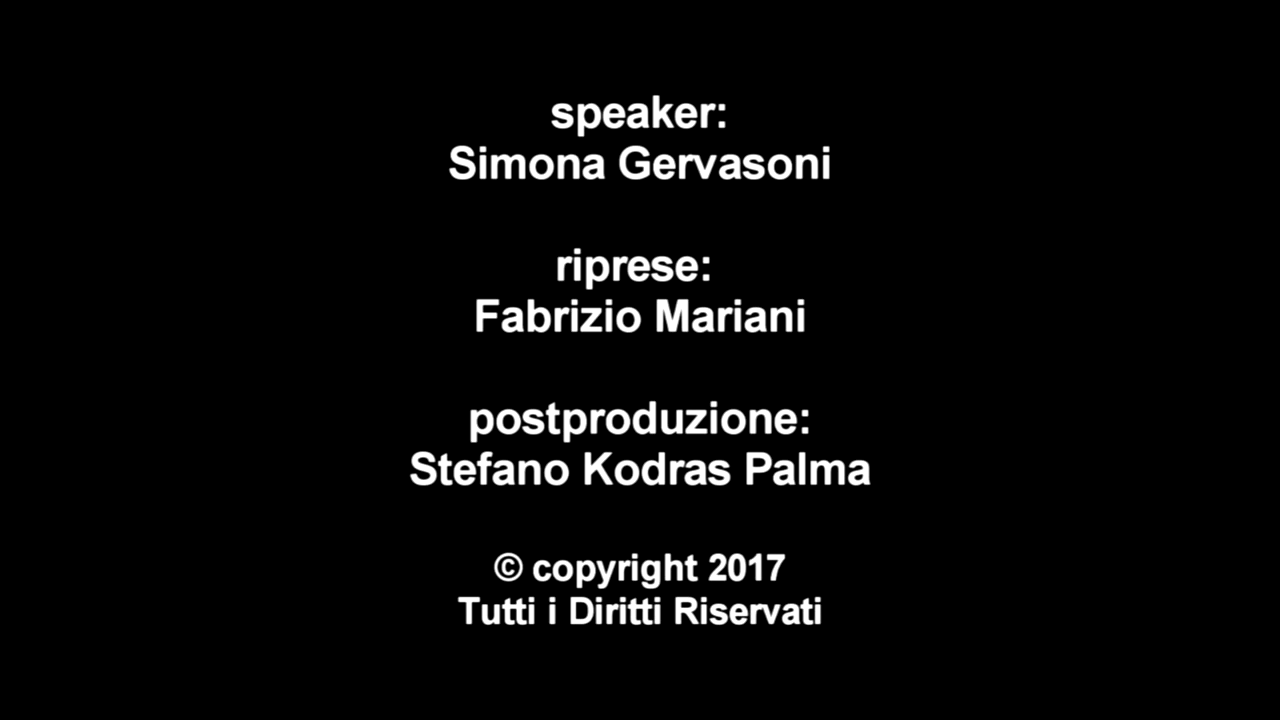 speaker:
Simona Gervasoni
riprese:
Fabrizio Mariani
postproduzione:
Stefano Kodras Palma
© copyright 2017
Tutti i Diritti Riservati